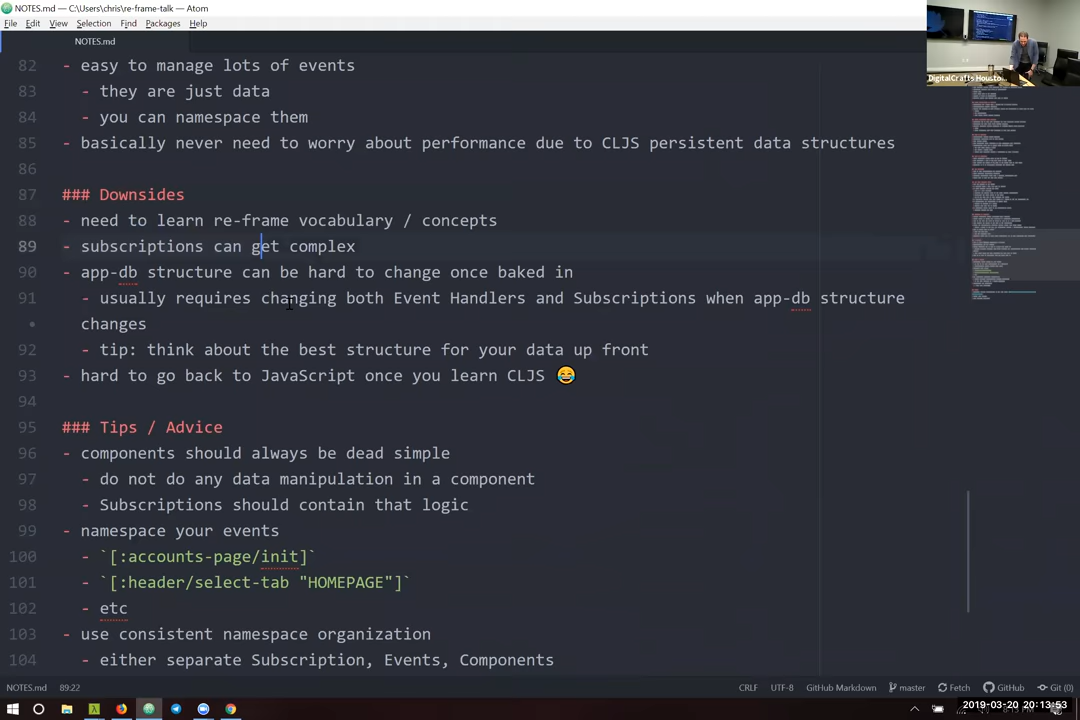 NOTES.md — C:\Users\chris\re-frame-talk — Atom
File Edit View Selection Find Packages Help
NOTES.md
DigitalCrafts Housto...
82 - easy to manage lots of events
83 - they are just data
84 - you can namespace them
85 - basically never need to worry about performance due to CLJS persistent data structures
86
87 ### Downsides
88 - need to learn re-frame vocabulary / concepts
89 - subscriptions can get complex
90 - app-db structure can be hard to change once baked in
91 - usually requires changing both Event Handlers and Subscriptions when app-db structure
• changes
92 - tip: think about the best structure for your data up front
93 - hard to go back to JavaScript once you learn CLJS 😂
94
95 ### Tips / Advice
96 - components should always be dead simple
97 - do not do any data manipulation in a component
98 - Subscriptions should contain that logic
99 - namespace your events
100 - `[:accounts-page/init]`
101 - `[:header/select-tab "HOMEPAGE"]`
102 - etc
103 - use consistent namespace organization
104 - either separate Subscription, Events, Components
NOTES.md 89:22 CRLF UTF-8 GitHub Markdown master Fetch GitHub Git (0)
2019-03-20 20:13:53